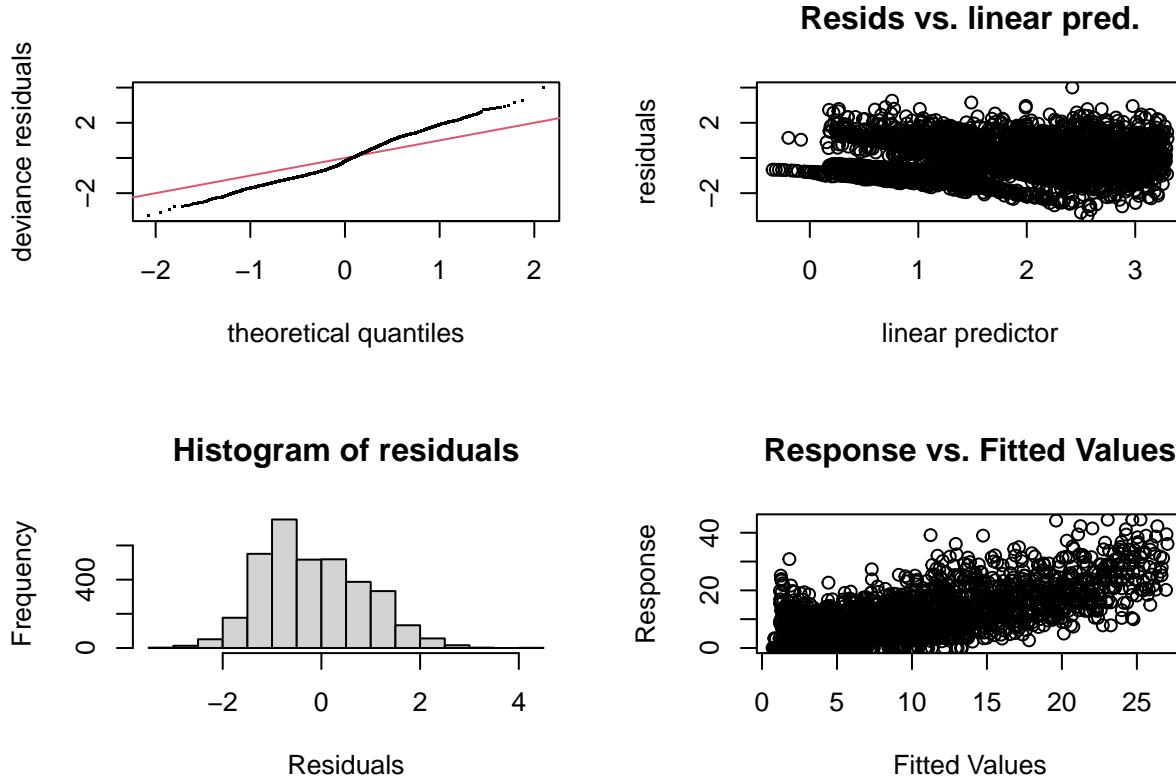 deviance residuals
2
−2
−2 −1 0 1 2
theoretical quantiles
Resids vs. linear pred.
residuals
2
−2
0 1 2 3
linear predictor
Histogram of residuals
Frequency
400
0
−2 0 2 4
Residuals
Response vs. Fitted Values
Response
40
20
0
0 5 10 15 20 25
Fitted Values